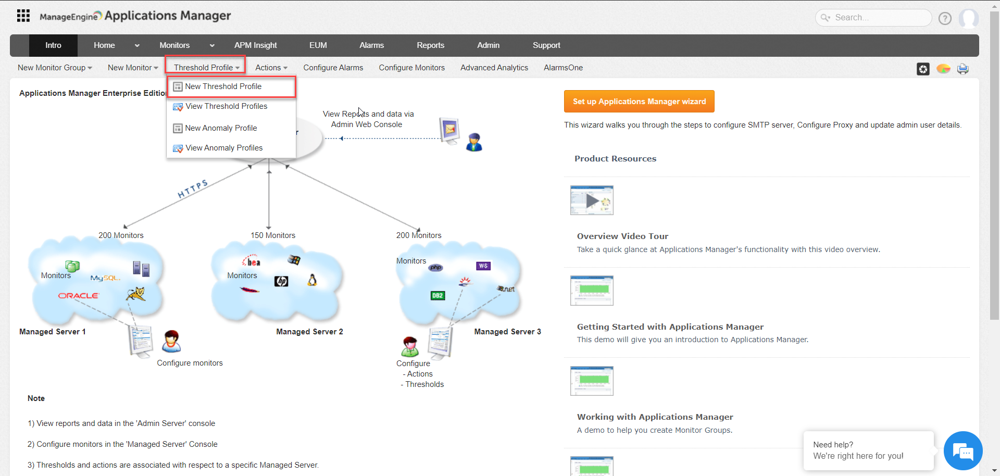 ManageEngine Applications Manager
Search...
?
Intro
Home
Monitors
APM Insight
EUM
Alarms
Reports
Admin
Support
New Monitor Group
New Monitor
Threshold Profile
Actions
Configure Alarms
Configure Monitors
Advanced Analytics
AlarmsOne
New Threshold Profile
View Threshold Profiles
New Anomaly Profile
View Anomaly Profiles
Applications Manager Enterprise Edition
r
View Reports and data via
Admin Web Console
HTTPS
200 Monitors
150 Monitors
200 Monitors
Monitors
MySQL
ORACLE
Monitors
bea
hp
Monitors
php
WS
DB2
.net
Managed Server 1
Managed Server 2
Managed Server 3
Configure monitors
Configure
- Actions
- Thresholds
Note
1) View reports and data in the 'Admin Server' console
2) Configure monitors in the 'Managed Server' Console
3) Thresholds and actions are associated with respect to a specific Managed Server.
Set up Applications Manager wizard
This wizard walks you through the steps to configure SMTP server, Configure Proxy and update admin user details.
Product Resources
Overview Video Tour
Take a quick glance at Applications Manager's functionality with this video overview.
Getting Started with Applications Manager
This demo will give you an introduction to Applications Manager.
Working with Applications Manager
A demo to help you create Monitor Groups.
Need help?
We're right here for you!